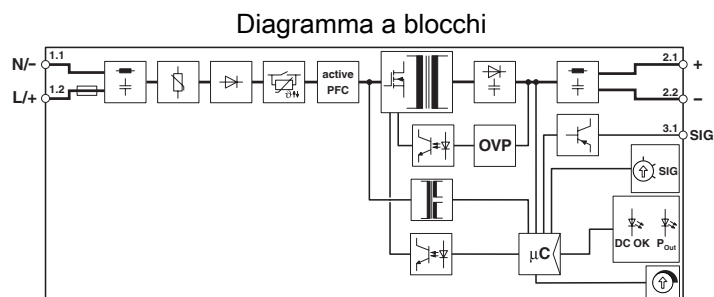 Diagramma a blocchi
N/−
1.1
L/+
1.2
active
PFC
2.1
+
2.2
−
3.1
SIG
OVP
SIG
ϑ
µC
DC OK
POut